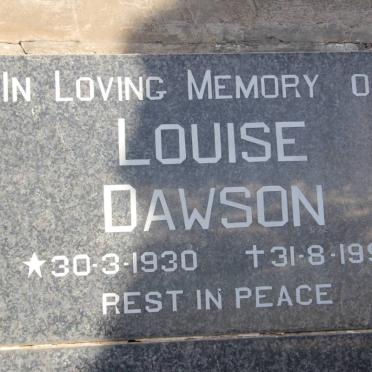 IN LOVING MEMORY O
LOUISE
DAWSON
★30-3-1930 ✝31-8-199
REST IN PEACE